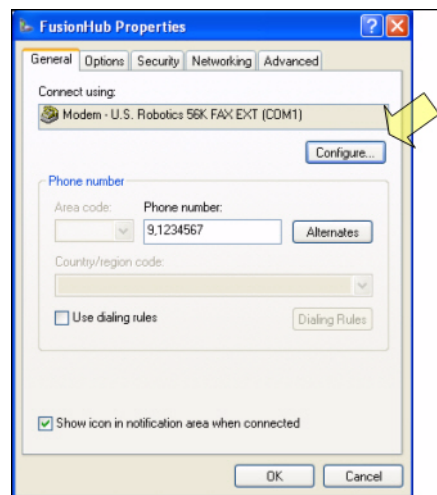 FusionHub Properties
General Options Security Networking Advanced
Connect using:
Modem - U.S. Robotics 56K FAX EXT (COM1)
Configure...
Phone number
Area code: Phone number:
9,1234567 Alternates
Country/region code:
Use dialing rules Dialing Rules
Show icon in notification area when connected
OK Cancel